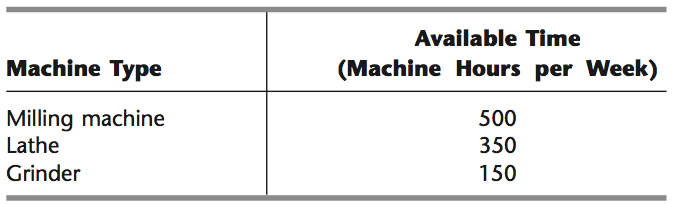 Available Time
Machine Type (Machine Hours per Week)
Milling machine 500
Lathe 350
Grinder 150